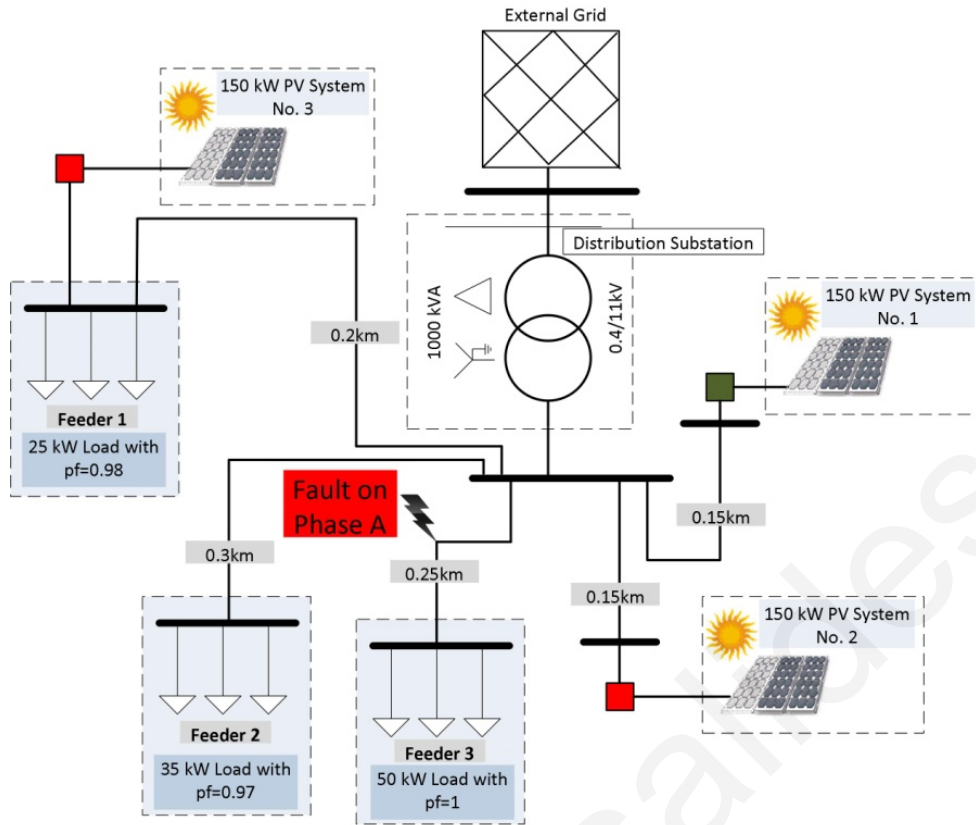 External Grid
150 kW PV System
No. 3
Distribution Substation
1000 kVA
0.4/11kV
150 kW PV System
No. 1
0.2km
Feeder 1
25 kW Load with
pf=0.98
Fault on
Phase A
0.15km
0.3km
0.25km
0.15km
150 kW PV System
No. 2
Feeder 2
35 kW Load with
pf=0.97
Feeder 3
50 kW Load with
pf=1